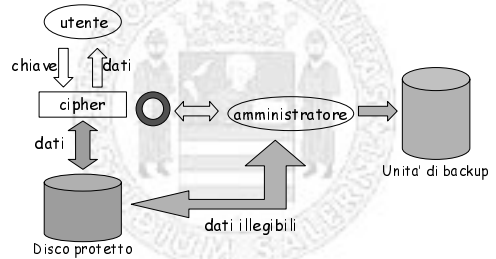 utente
chiave
dati
cipher
amministratore
dati
Unita' di backup
dati illegibili
Disco protetto